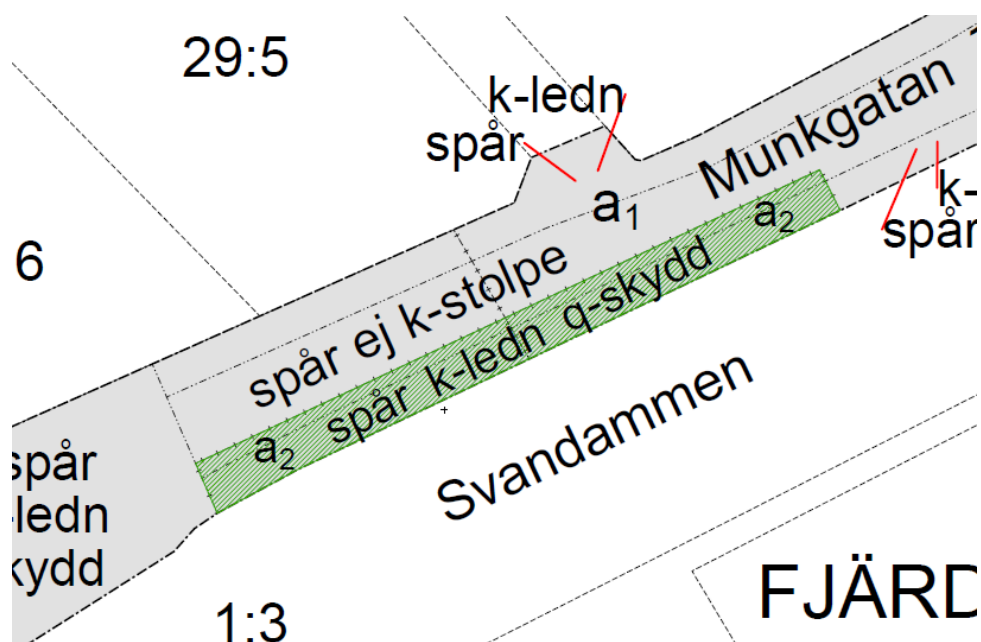 29:5
k-ledn
spår
Munkgatan
a1
a2
k-
spår
6
spår ej k-stolpe
a2 spår k-ledn q-skydd
Svandammen
spår
-ledn
kydd
1:3
FJÄRD